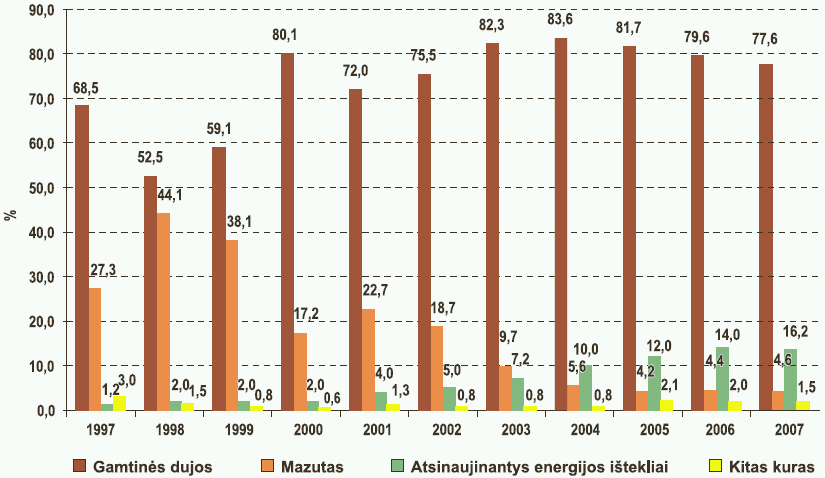 90,0
80,0
70,0
60,0
50,0
40,0
30,0
20,0
10,0
0,0
%
68,5 27,3 1,2 3,0
52,5 44,1 2,0 1,5
59,1 38,1 2,0 0,8
80,1 17,2 2,0 0,6
72,0 22,7 4,0 1,3
75,5 18,7 5,0 0,8
82,3 9,7 7,2 0,8
83,6 5,6 10,0 0,8
81,7 4,2 12,0 2,1
79,6 4,4 14,0 2,0
77,6 4,6 16,2 1,5
1997 1998 1999 2000 2001 2002 2003 2004 2005 2006 2007
Gamtinės dujos Mazutas Atsinaujinantys energijos ištekliai Kitas kuras